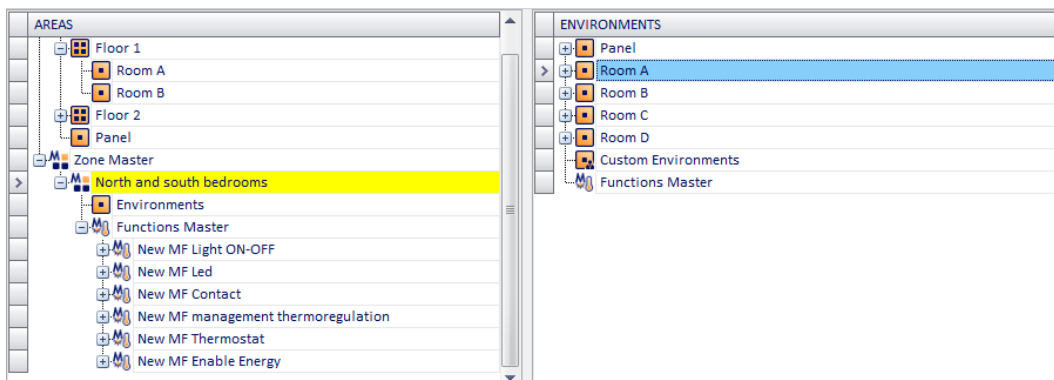 AREAS
Floor 1
Room A
Room B
Floor 2
Panel
Zone Master
North and south bedrooms
Environments
Functions Master
New MF Light ON-OFF
New MF Led
New MF Contact
New MF management thermoregulation
New MF Thermostat
New MF Enable Energy
ENVIRONMENTS
Panel
Room A
Room B
Room C
Room D
Custom Environments
Functions Master